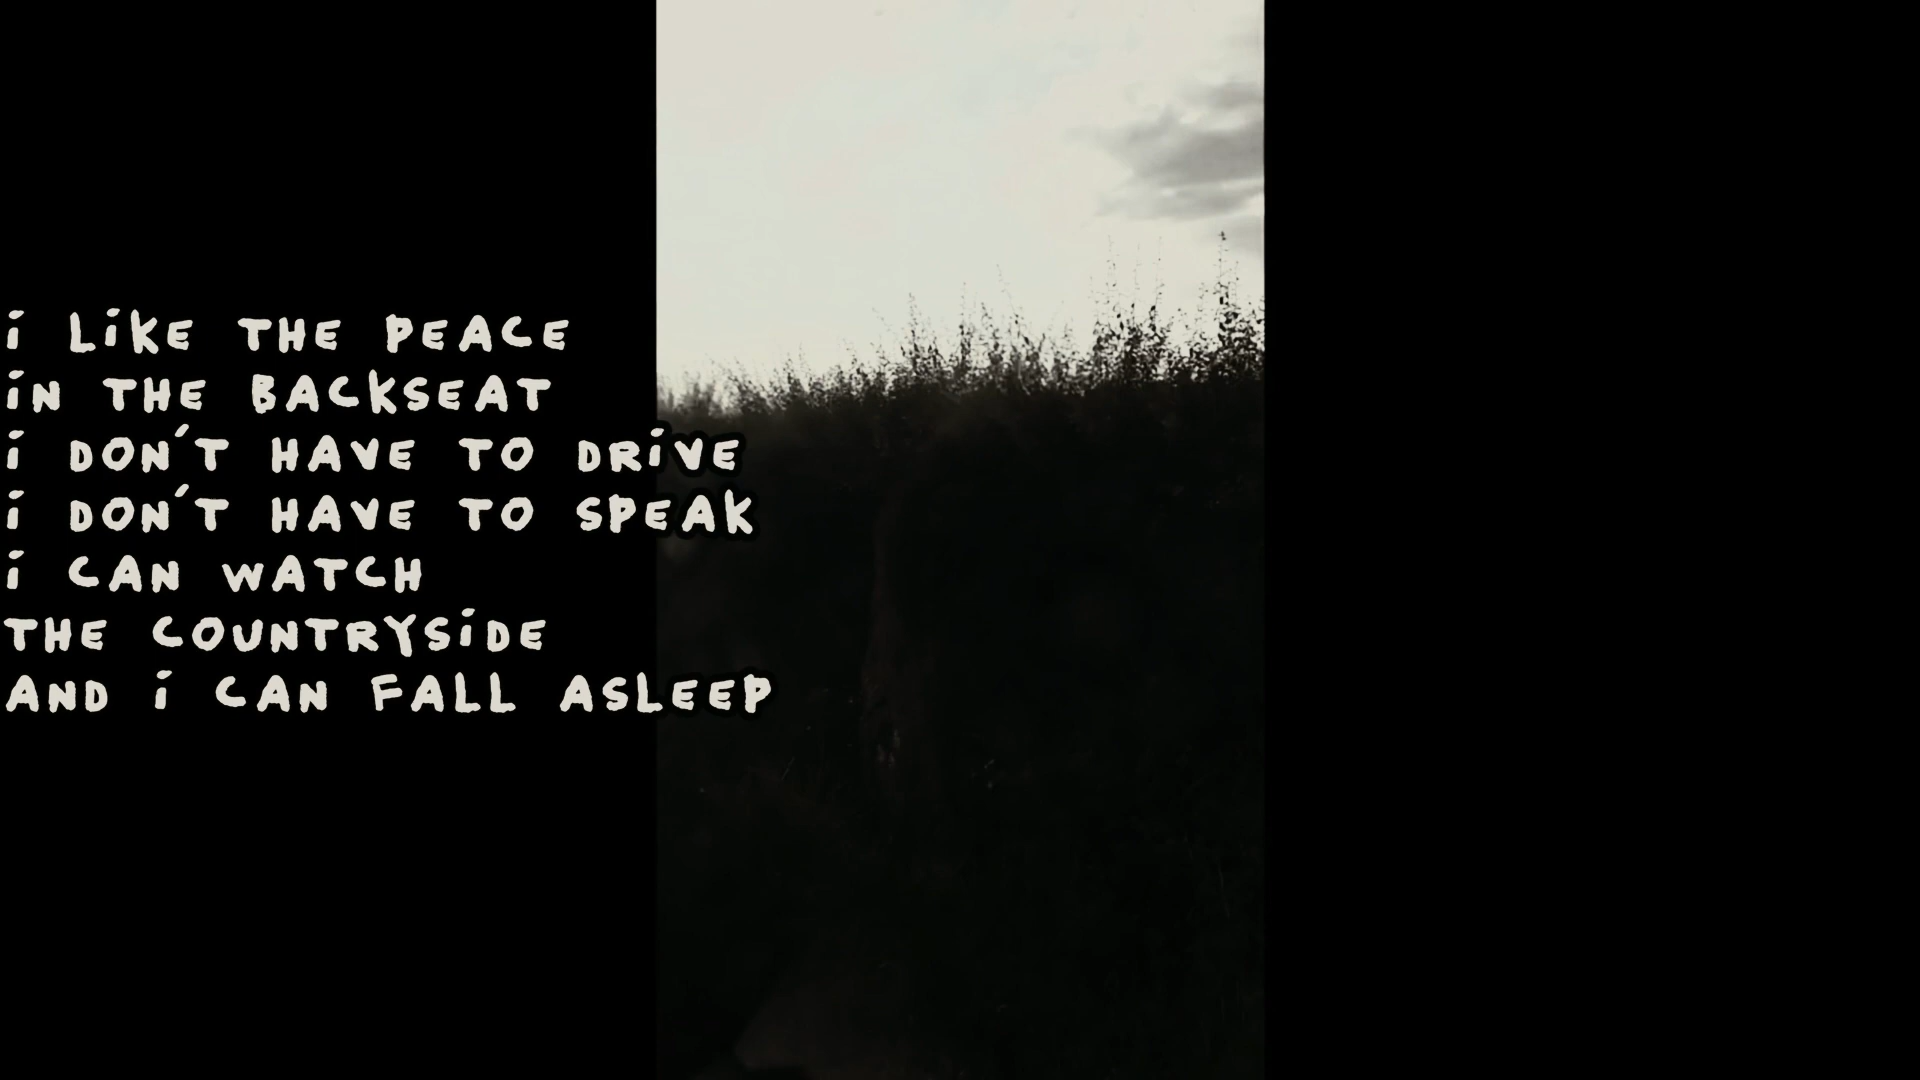 i LiKE THE PEACE
iN THE BACKSEAT
i DON'T HAVE TO DRiVE
i DON'T HAVE TO SPEAK
i CAN WATCH
THE COUNTRYSiDE
AND i CAN FALL ASLEEP